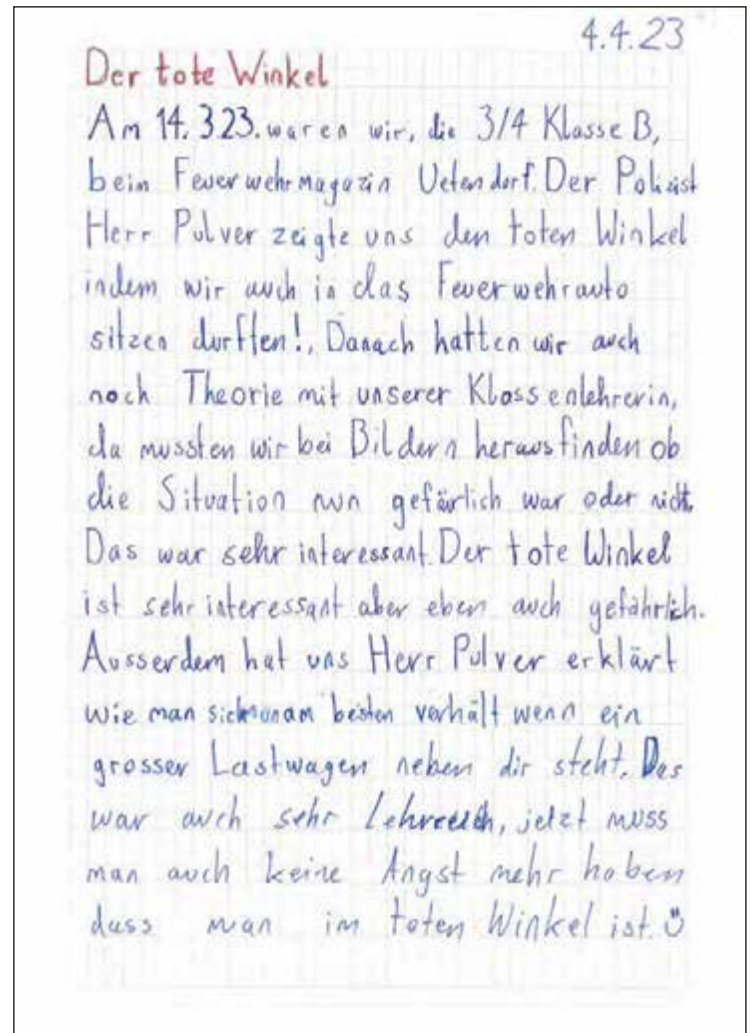 4.4.23
Der tote Winkel
Am 14.323. waren wir, die 3/4 Klasse B,
beim Feuerwehrmagazin Uetendorf. Der Polizist
Herr Pulver zeigte uns den toten Winkel
indem wir auch in das Feuerwehrauto
sitzen durften!, Danach hatten wir auch
noch Theorie mit unserer Klassenlehrerin,
da mussten wir bei Bildern herausfinden ob
die Situation nun gefärlich war oder nicht.
Das war sehr interessant. Der tote Winkel
ist sehr interessant aber eben auch gefährlich.
Ausserdem hat uns Herr Pulver erklärt
wie man sich nun am besten verhält wenn ein
grosser Lastwagen neben dir steht. Das
war auch sehr Lehrreich, jetzt muss
man auch keine Angst mehr haben
dass man im toten Winkel ist. ü